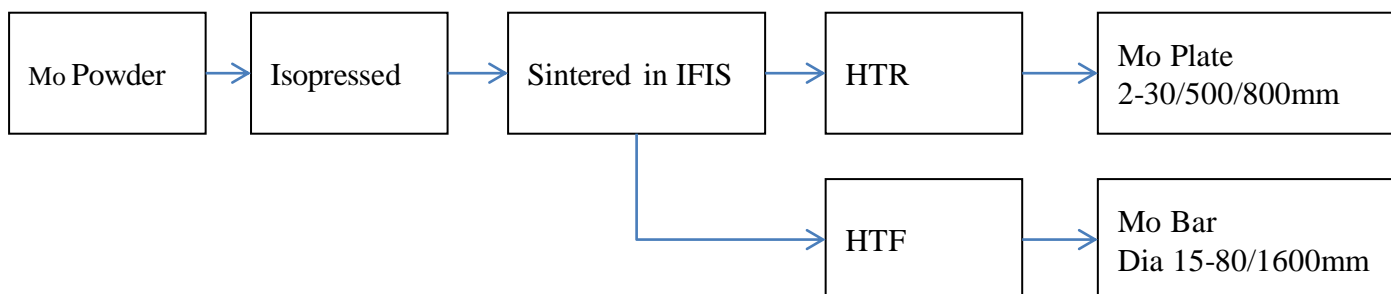 Mo Powder
Isopressed
Sintered in IFIS
HTR
Mo Plate
2-30/500/800mm
HTF
Mo Bar
Dia 15-80/1600mm